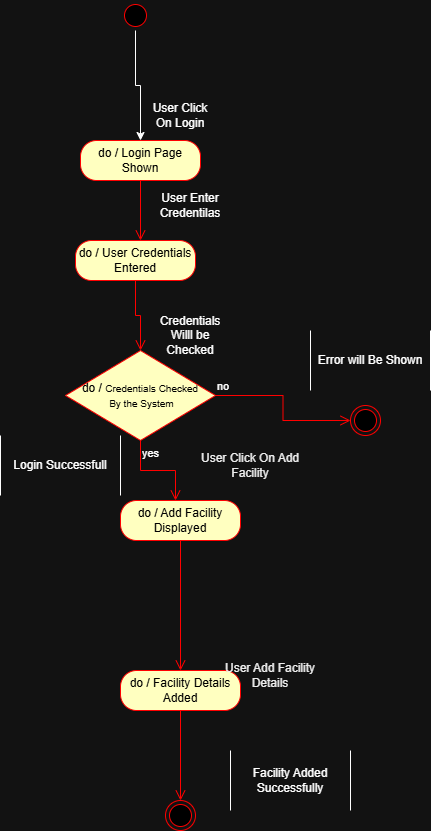 User Click
On Login
do / Login Page
Shown
User Enter
Credentilas
do / User Credentials
Entered
Credentials
Willl be
Checked
Error will Be Shown
do / Credentials Checked
By the System
no
yes
Login Successfull
User Click On Add
Facility
do / Add Facility
Displayed
User Add Facility
Details
do / Facility Details
Added
Facility Added
Successfully